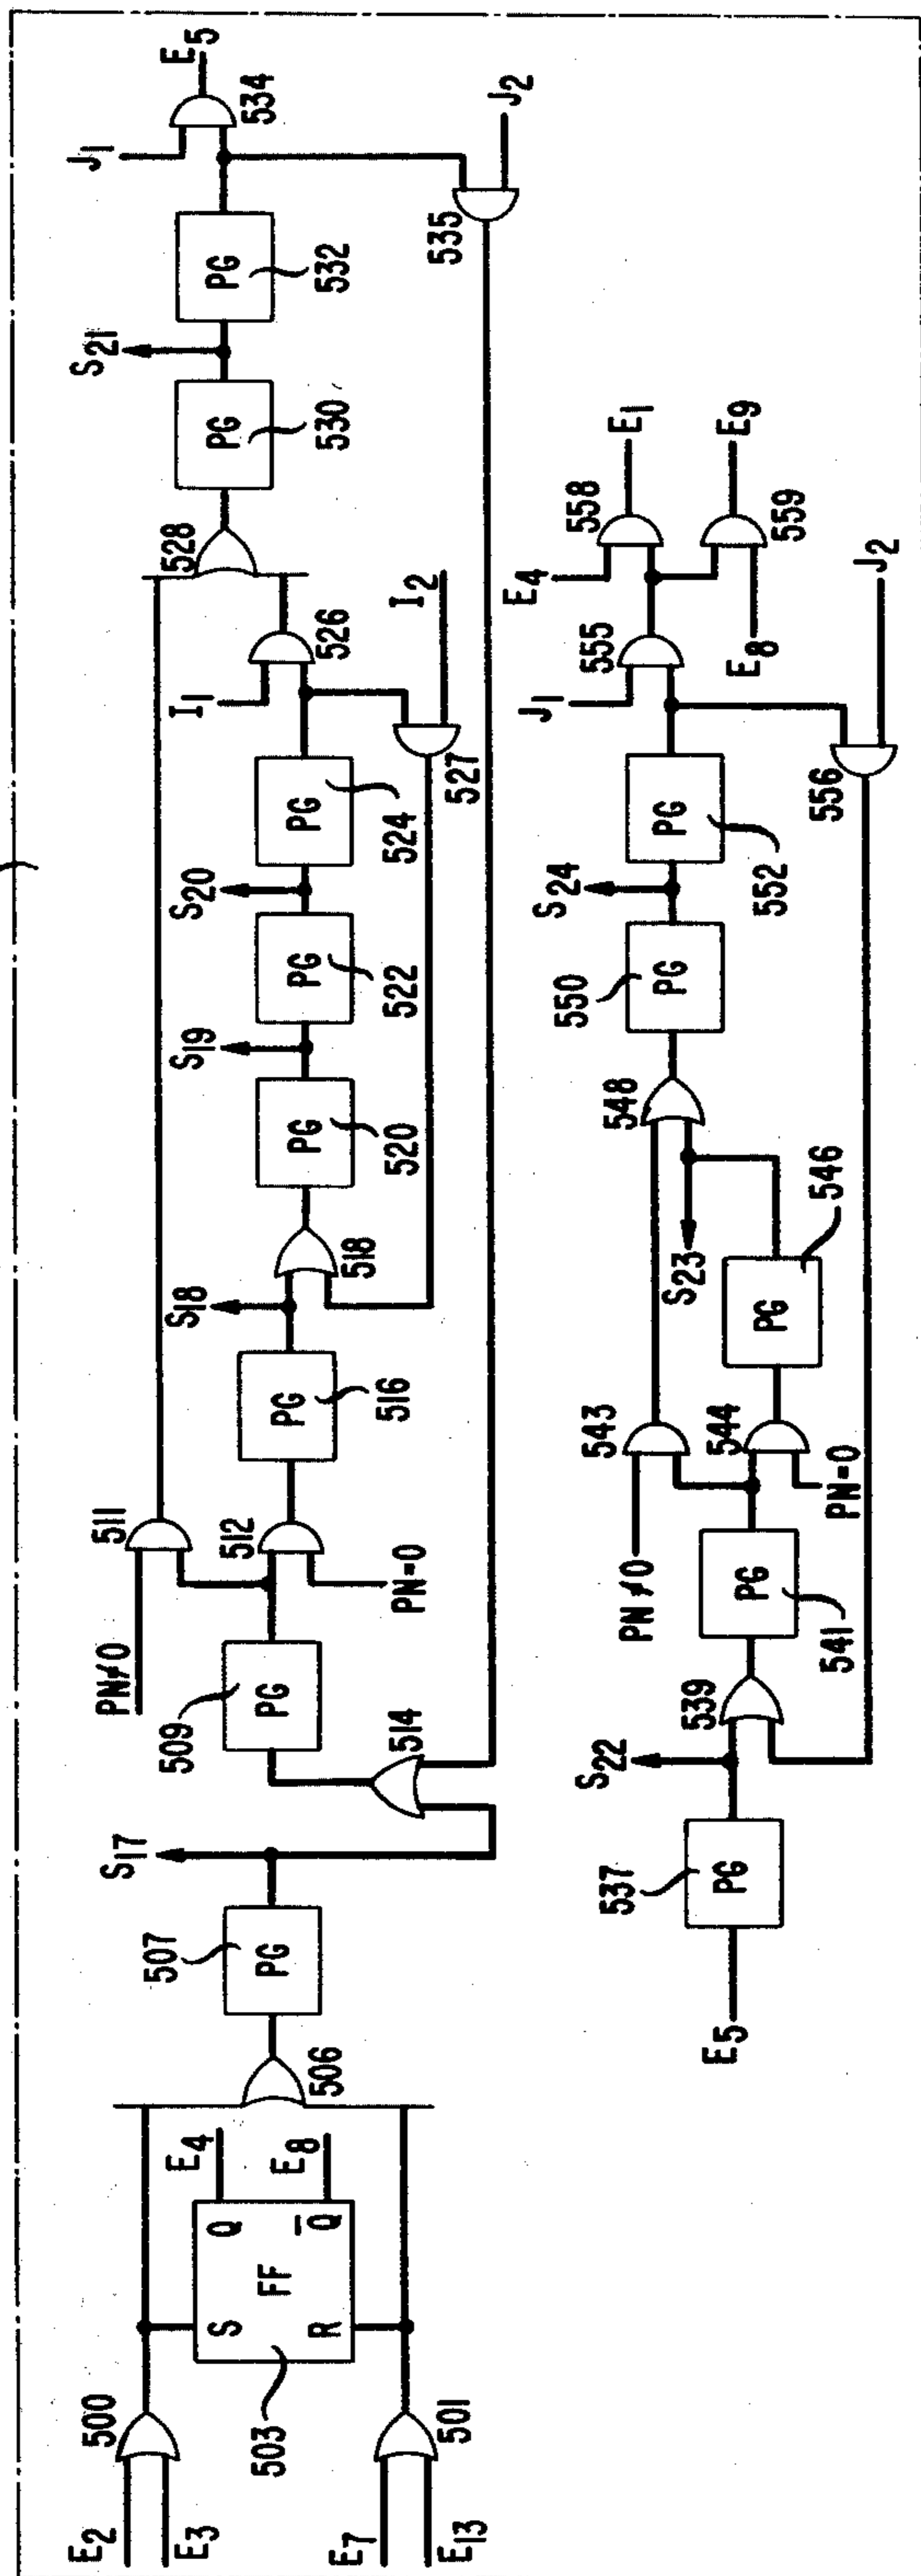 E2
E3
500
E7
E13
501
S
Q
FF
R
Q̄
503
E4
E8
506
507
PG
S17
514
509
PG
PN≠0
511
512
PN=0
PG
516
S18
518
PG
520
S19
PG
522
S20
PG
524
I1
526
527
I2
528
PG
530
S21
PG
532
J1
534
E5
535
J2
E5
537
PG
S22
539
PG
541
PN≠0
543
544
PN=0
PG
546
S23
548
550
PG
S24
PG
552
J1
555
556
J2
E4
558
E1
E8
559
E9